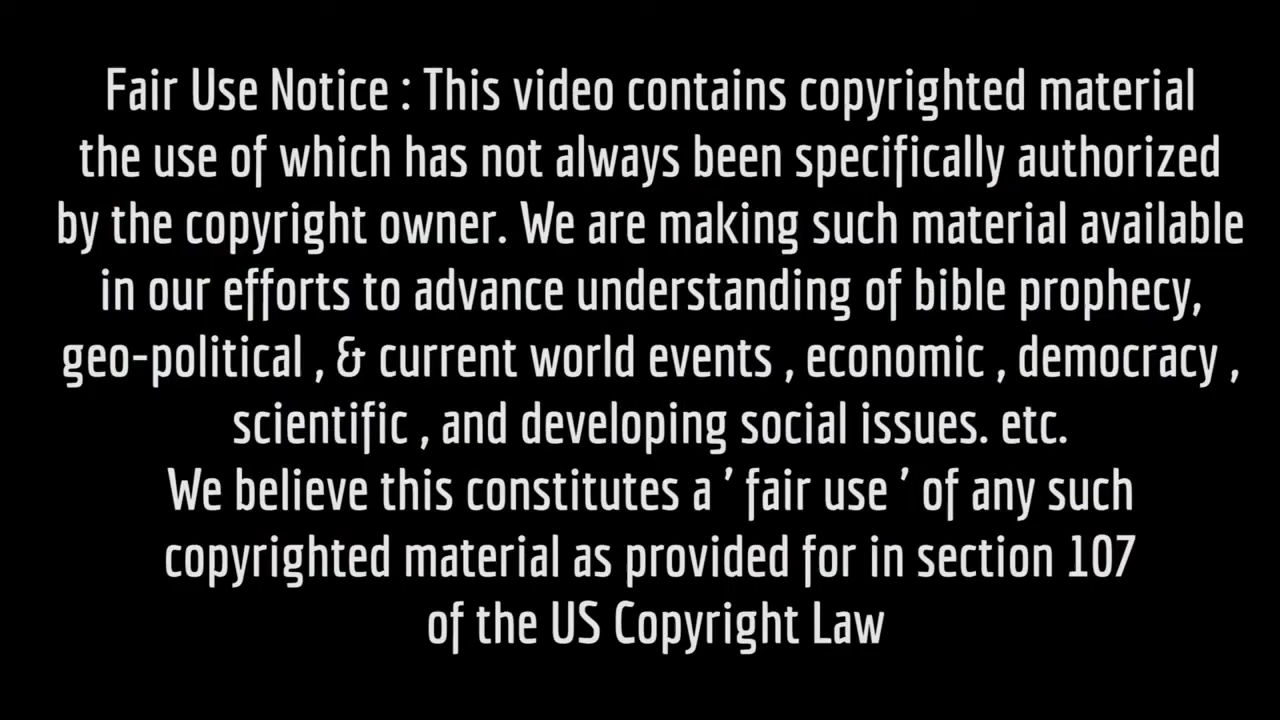 Fair Use Notice : This video contains copyrighted material
the use of which has not always been specifically authorized
by the copyright owner. We are making such material available
in our efforts to advance understanding of bible prophecy,
geo-political , & current world events , economic , democracy ,
scientific , and developing social issues. etc.
We believe this constitutes a ’ fair use ’ of any such
copyrighted material as provided for in section 107
of the US Copyright Law